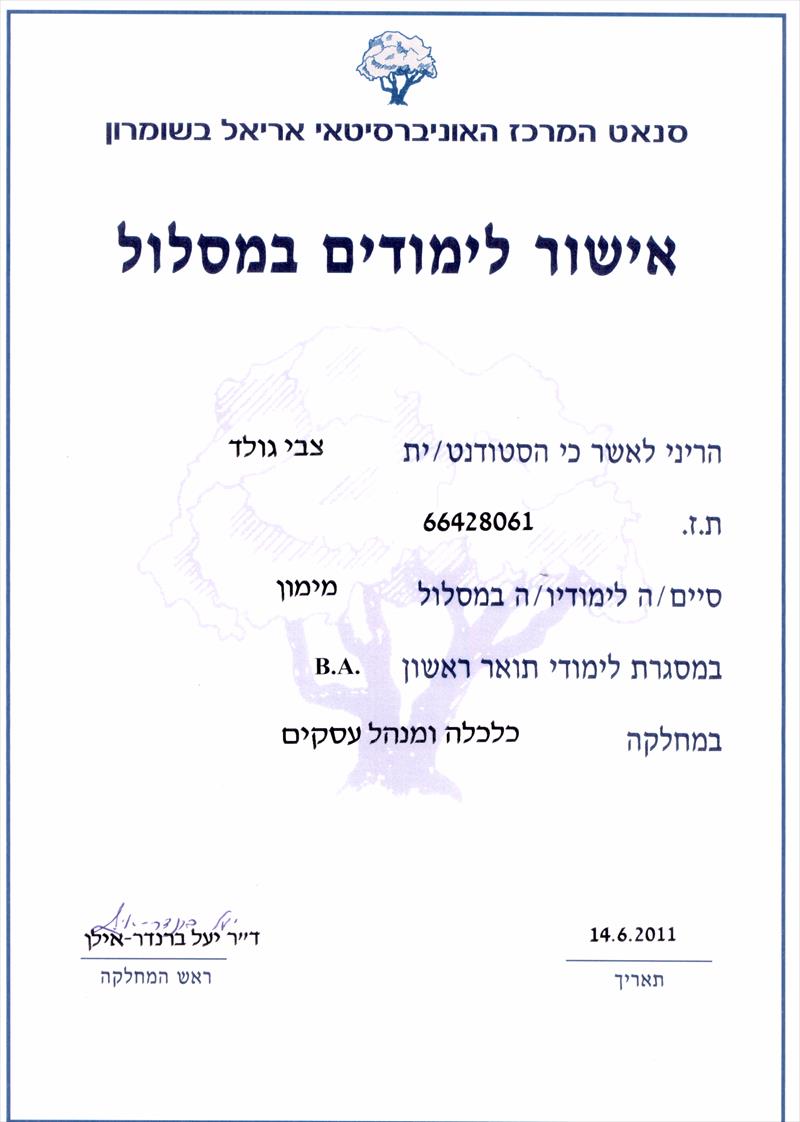 סנאט המרכז האוניברסיטאי אריאל בשומרון
אישור לימודים במסלול
הריני לאשר כי הסטודנט/ית צבי גולד
ת.ז. 66428061
סיים/ה לימודיו/ה במסלול מימון
במסגרת לימודי תואר ראשון B.A.
במחלקה כלכלה ומנהל עסקים
יעל ברנדר-אילן
ד״ר יעל ברנדר-אילן
ראש המחלקה
14.6.2011
תאריך